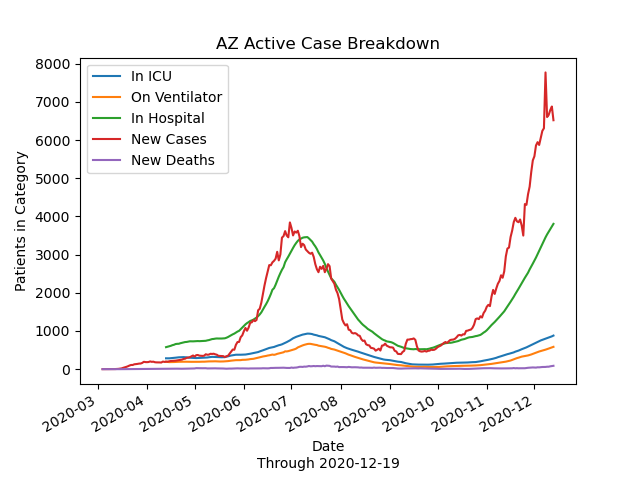 AZ Active Case Breakdown
In ICU
On Ventilator
In Hospital
New Cases
New Deaths
Patients in Category
8000
7000
6000
5000
4000
3000
2000
1000
0
2020-03
2020-04
2020-05
2020-06
2020-07
2020-08
2020-09
2020-10
2020-11
2020-12
Date
Through 2020-12-19